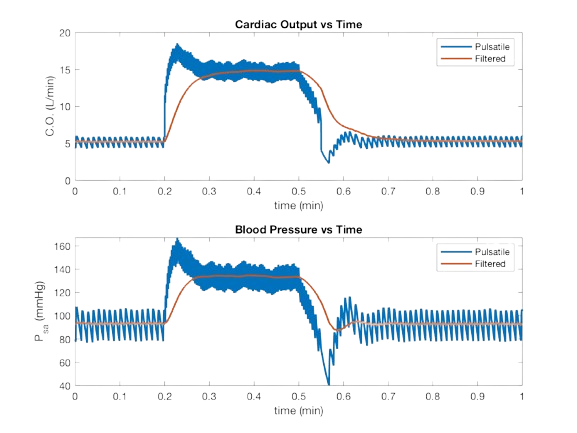 Cardiac Output vs Time
20
15
10
5
0
C.O. (L/min)
Pulsatile
Filtered
0 0.1 0.2 0.3 0.4 0.5 0.6 0.7 0.8 0.9 1
time (min)
Blood Pressure vs Time
160
140
120
100
80
60
40
P sa (mmHg)
Pulsatile
Filtered
0 0.1 0.2 0.3 0.4 0.5 0.6 0.7 0.8 0.9 1
time (min)